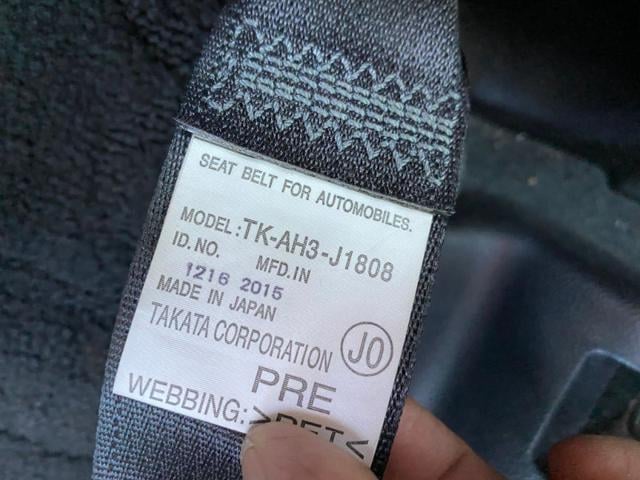 SEAT BELT FOR AUTOMOBILES.
MODEL:TK-AH3-J1808
ID.NO. MFD.IN
1216 2015
MADE IN JAPAN
TAKATA CORPORATION JO
PRE
WEBBING:>PET<